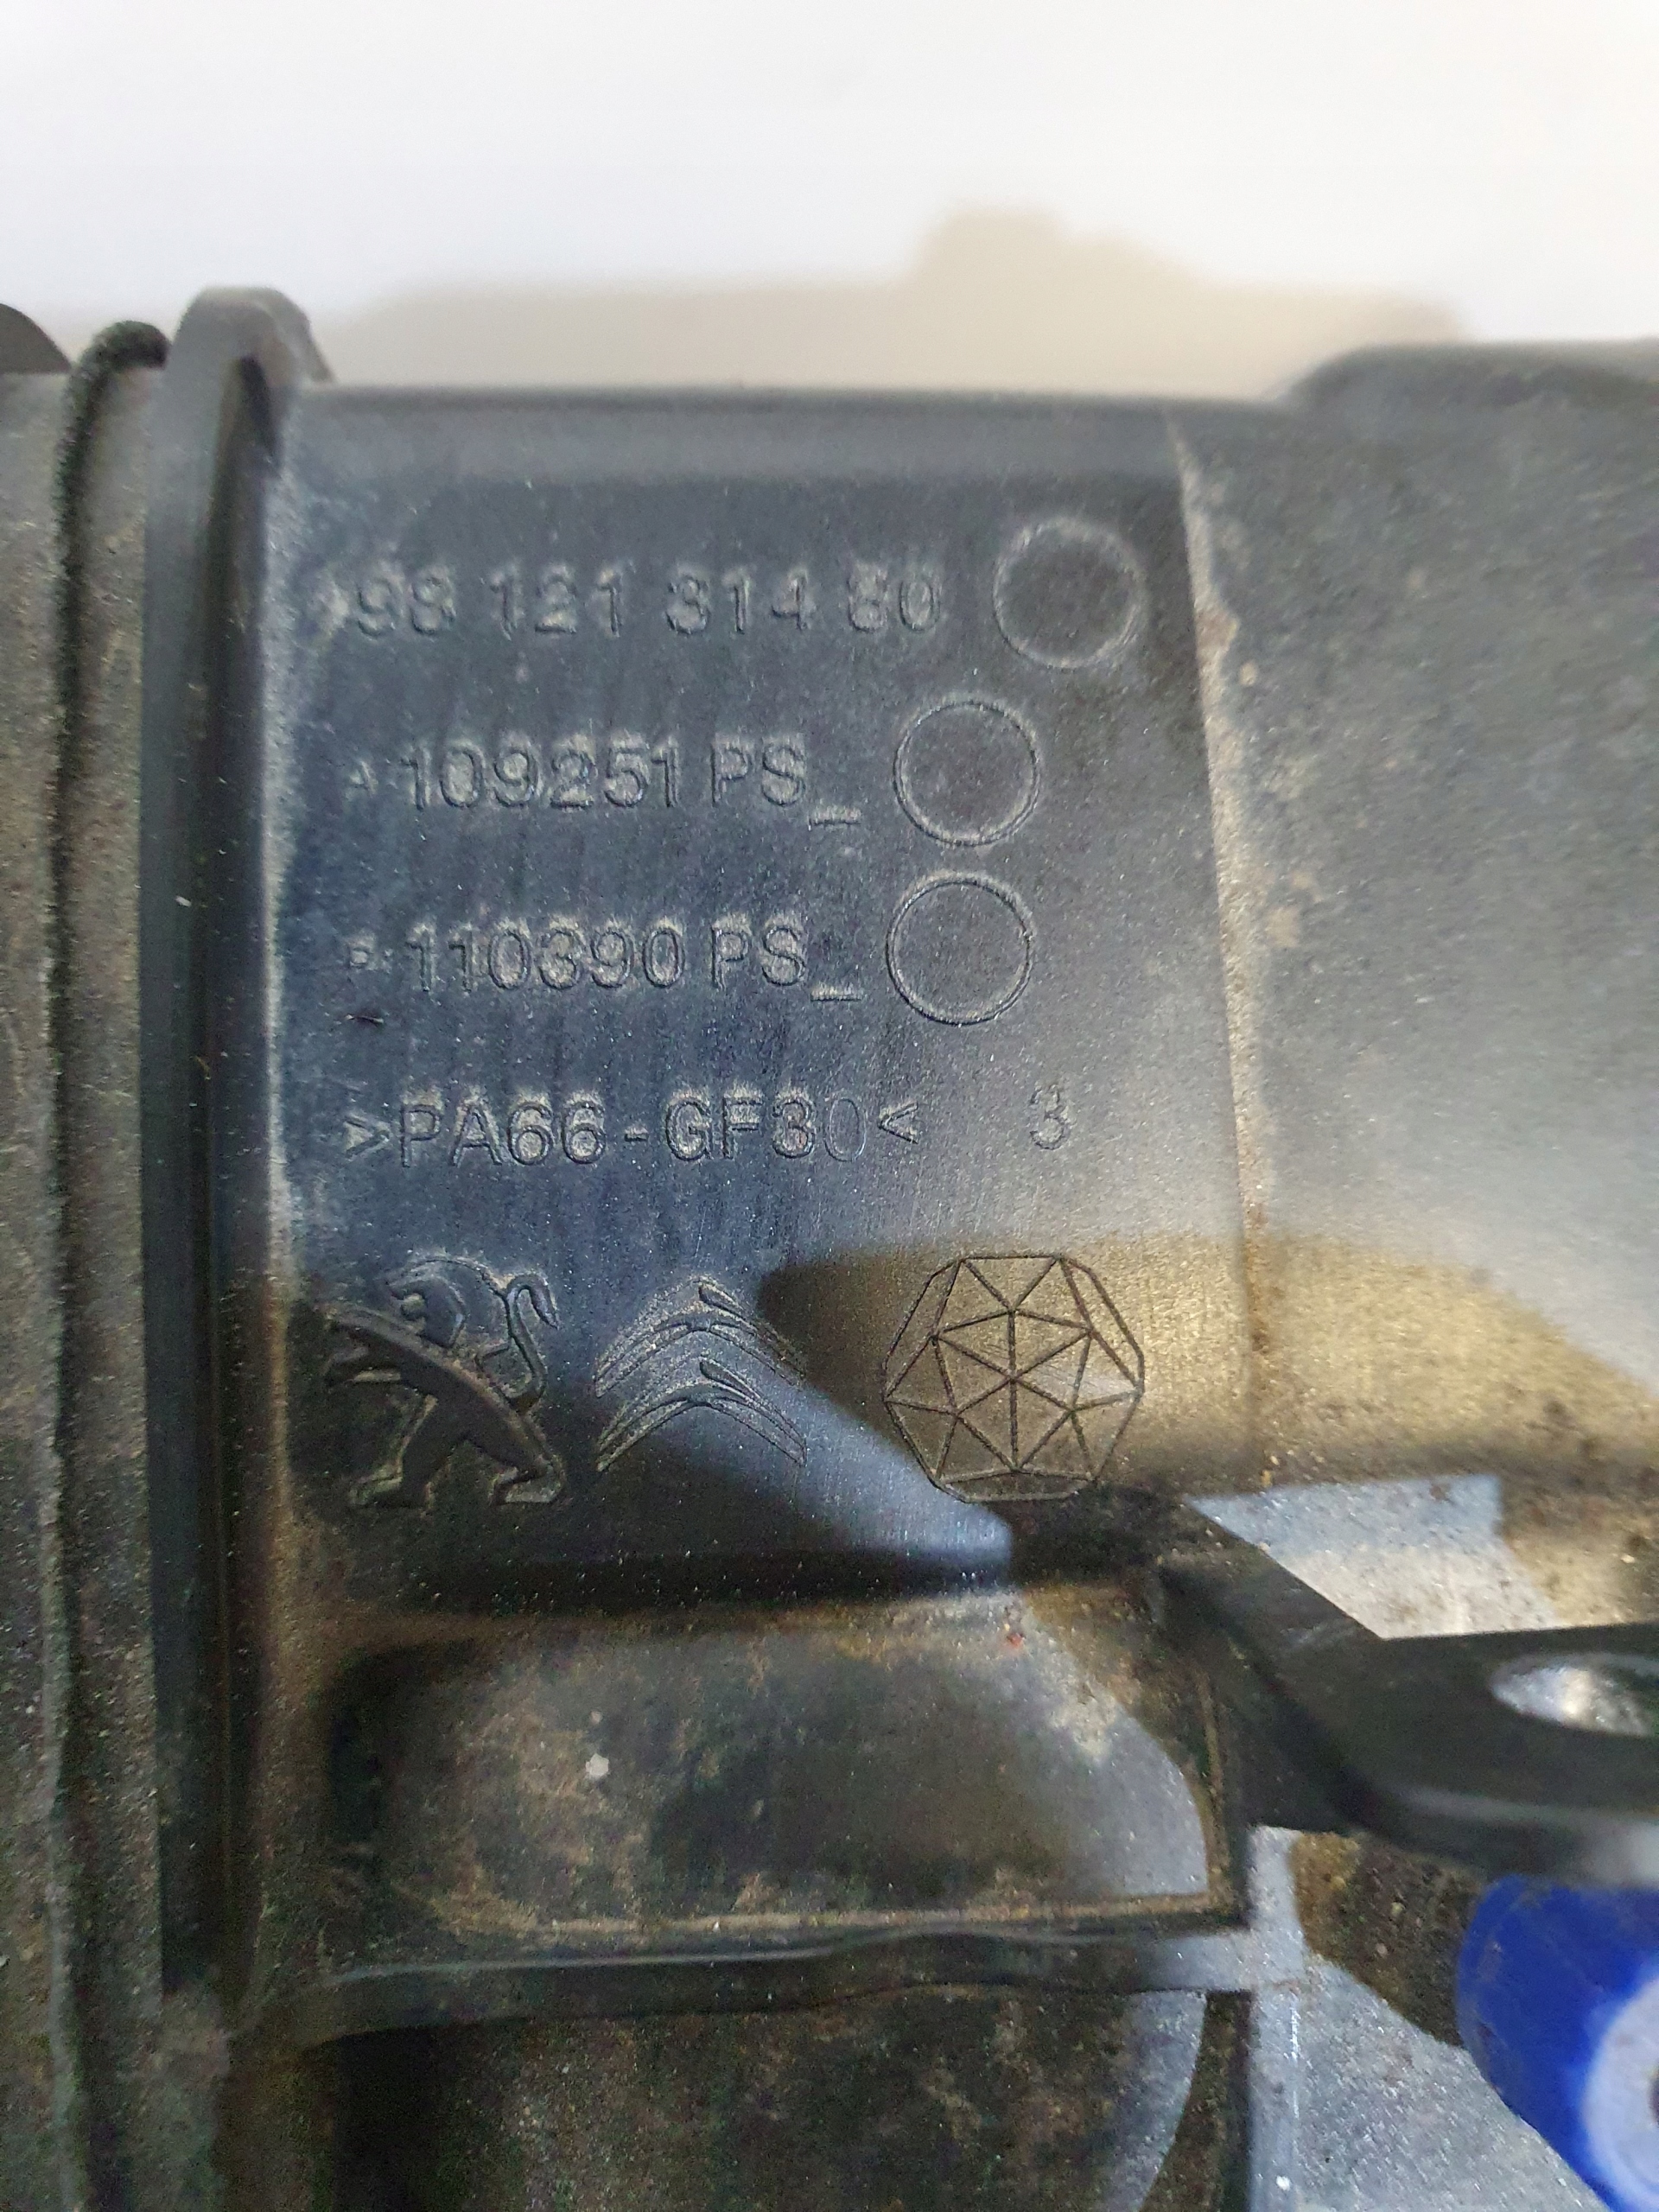 98 121 314 80
A 109251 PS_
P 110390 PS_
>PA66-GF30< 3